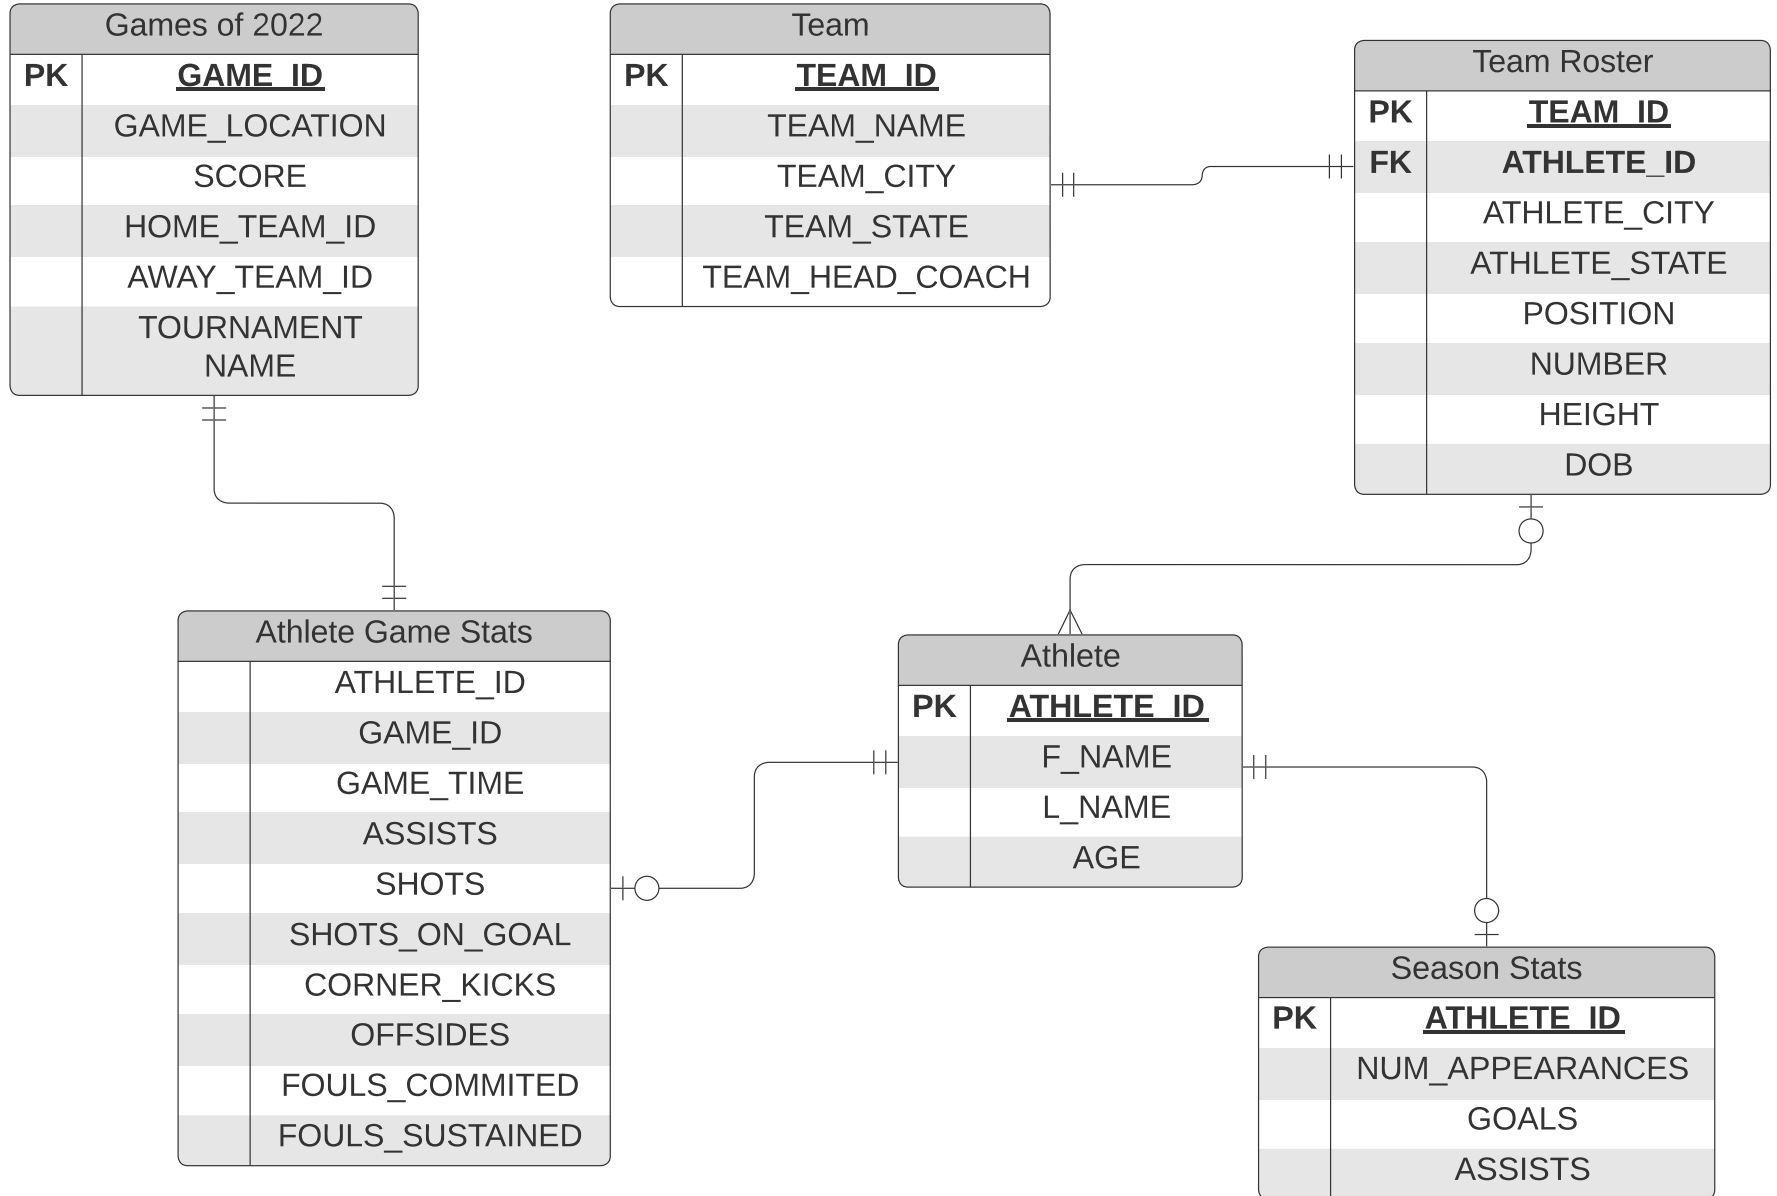 Games of 2022
PK GAME_ID
GAME_LOCATION
SCORE
HOME_TEAM_ID
AWAY_TEAM_ID
TOURNAMENT
NAME
Team
PK TEAM_ID
TEAM_NAME
TEAM_CITY
TEAM_STATE
TEAM_HEAD_COACH
Team Roster
PK TEAM_ID
FK ATHLETE_ID
ATHLETE_CITY
ATHLETE_STATE
POSITION
NUMBER
HEIGHT
DOB
Athlete Game Stats
ATHLETE_ID
GAME_ID
GAME_TIME
ASSISTS
SHOTS
SHOTS_ON_GOAL
CORNER_KICKS
OFFSIDES
FOULS_COMMITED
FOULS_SUSTAINED
Athlete
PK ATHLETE_ID
F_NAME
L_NAME
AGE
Season Stats
PK ATHLETE_ID
NUM_APPEARANCES
GOALS
ASSISTS